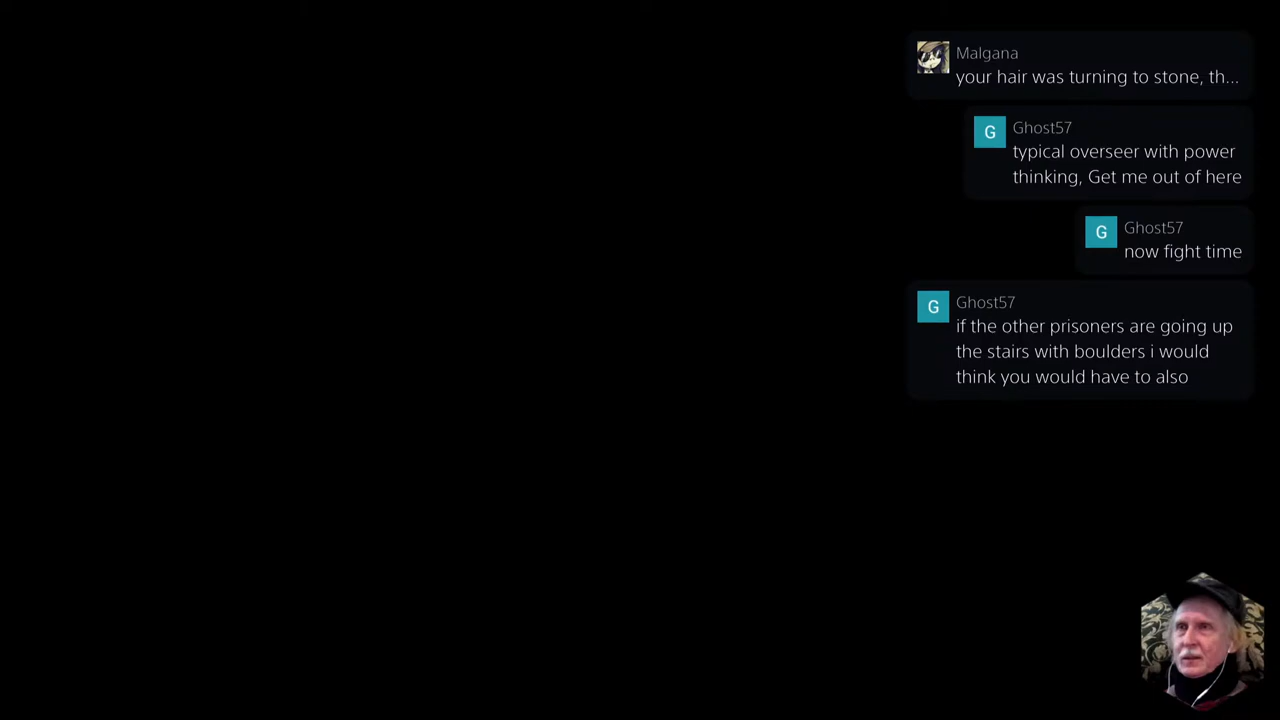 Malgana
your hair was turning to stone, th...
G
Ghost57
typical overseer with power
thinking, Get me out of here
G
Ghost57
now fight time
G
Ghost57
if the other prisoners are going up
the stairs with boulders i would
think you would have to also